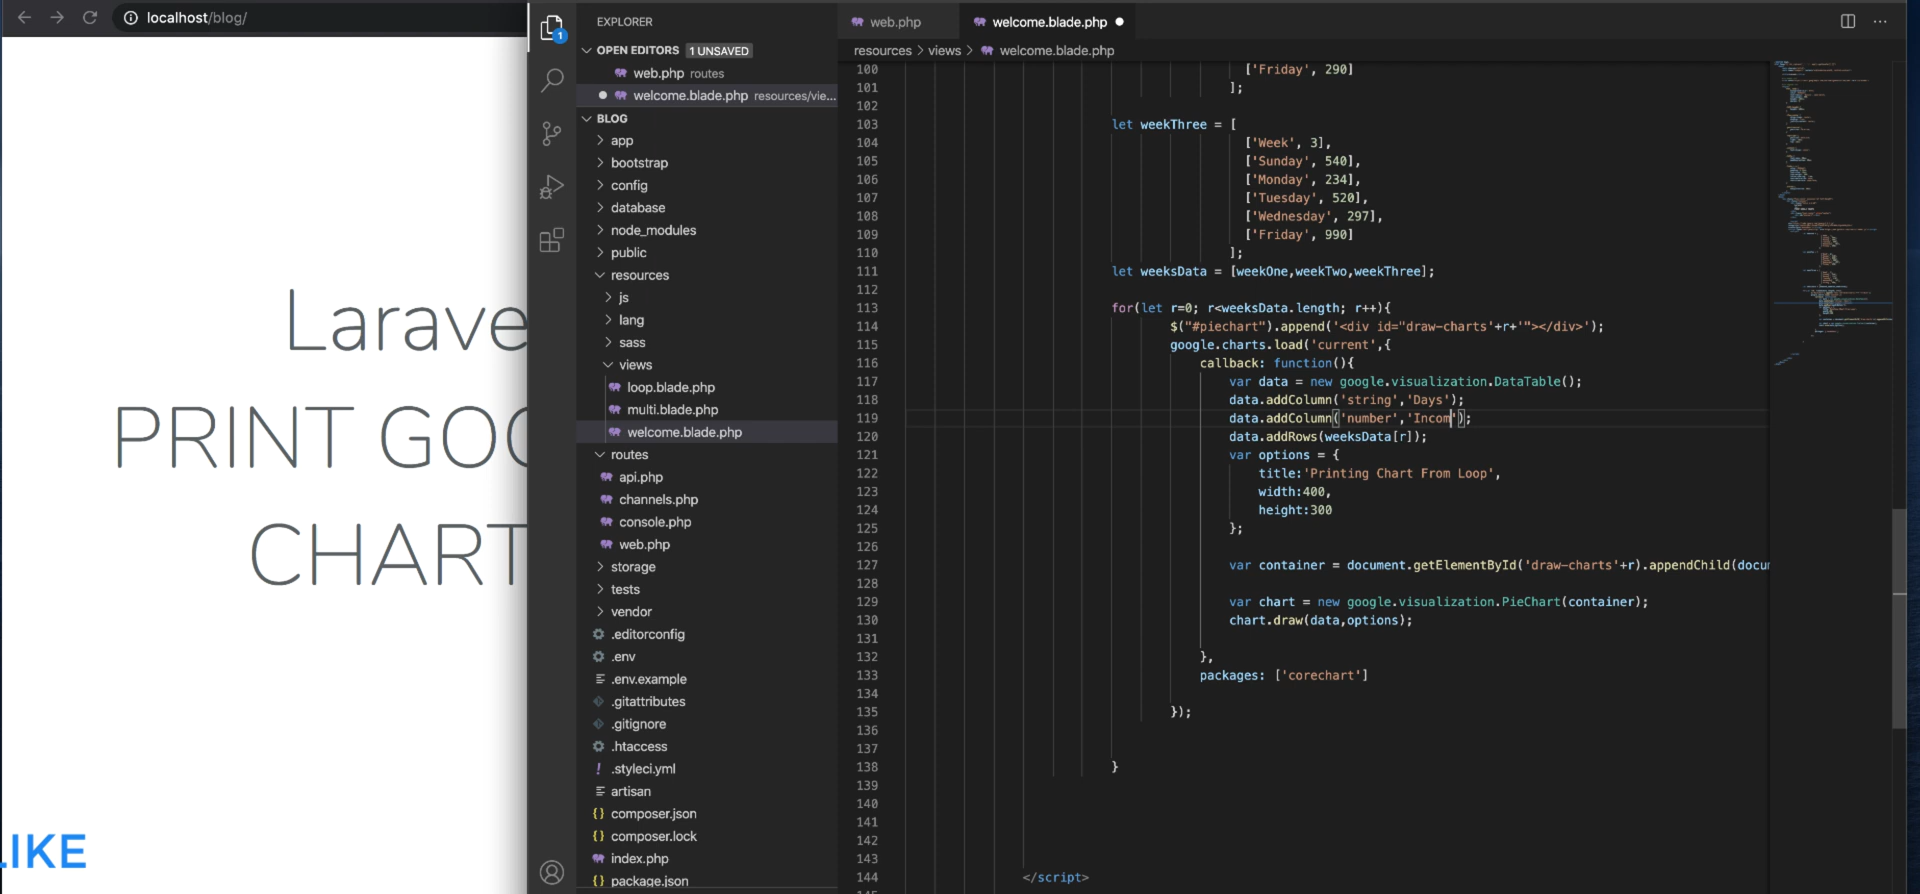 localhost/blog/
Larave
PRINT GOO
CHART
LIKE
EXPLORER
OPEN EDITORS 1 UNSAVED
web.php routes
welcome.blade.php resources/vie...
BLOG
app
bootstrap
config
database
node_modules
public
resources
js
lang
sass
views
loop.blade.php
multi.blade.php
welcome.blade.php
routes
api.php
channels.php
console.php
web.php
storage
tests
vendor
.editorconfig
.env
.env.example
.gitattributes
.gitignore
.htaccess
.styleci.yml
artisan
composer.json
composer.lock
index.php
package.json
1
web.php
welcome.blade.php
resources > views > welcome.blade.php
100 ['Friday', 290]
101 ];
102
103 let weekThree = [
104 ['Week', 3],
105 ['Sunday', 540],
106 ['Monday', 234],
107 ['Tuesday', 520],
108 ['Wednesday', 297],
109 ['Friday', 990]
110 ];
111 let weeksData = [weekOne,weekTwo,weekThree];
112
113 for(let r=0; r<weeksData.length; r++){
114 $("#piechart").append('<div id="draw-charts'+r+'"></div>');
115 google.charts.load('current',{
116 callback: function(){
117 var data = new google.visualization.DataTable();
118 data.addColumn('string','Days');
119 data.addColumn('number','Incom');
120 data.addRows(weeksData[r]);
121 var options = {
122 title:'Printing Chart From Loop',
123 width:400,
124 height:300
125 };
126
127 var container = document.getElementById('draw-charts'+r).appendChild(docu
128
129 var chart = new google.visualization.PieChart(container);
130 chart.draw(data,options);
131
132 },
133 packages: ['corechart']
134
135 });
136
137
138 }
139
140
141
142
143
144 </script>